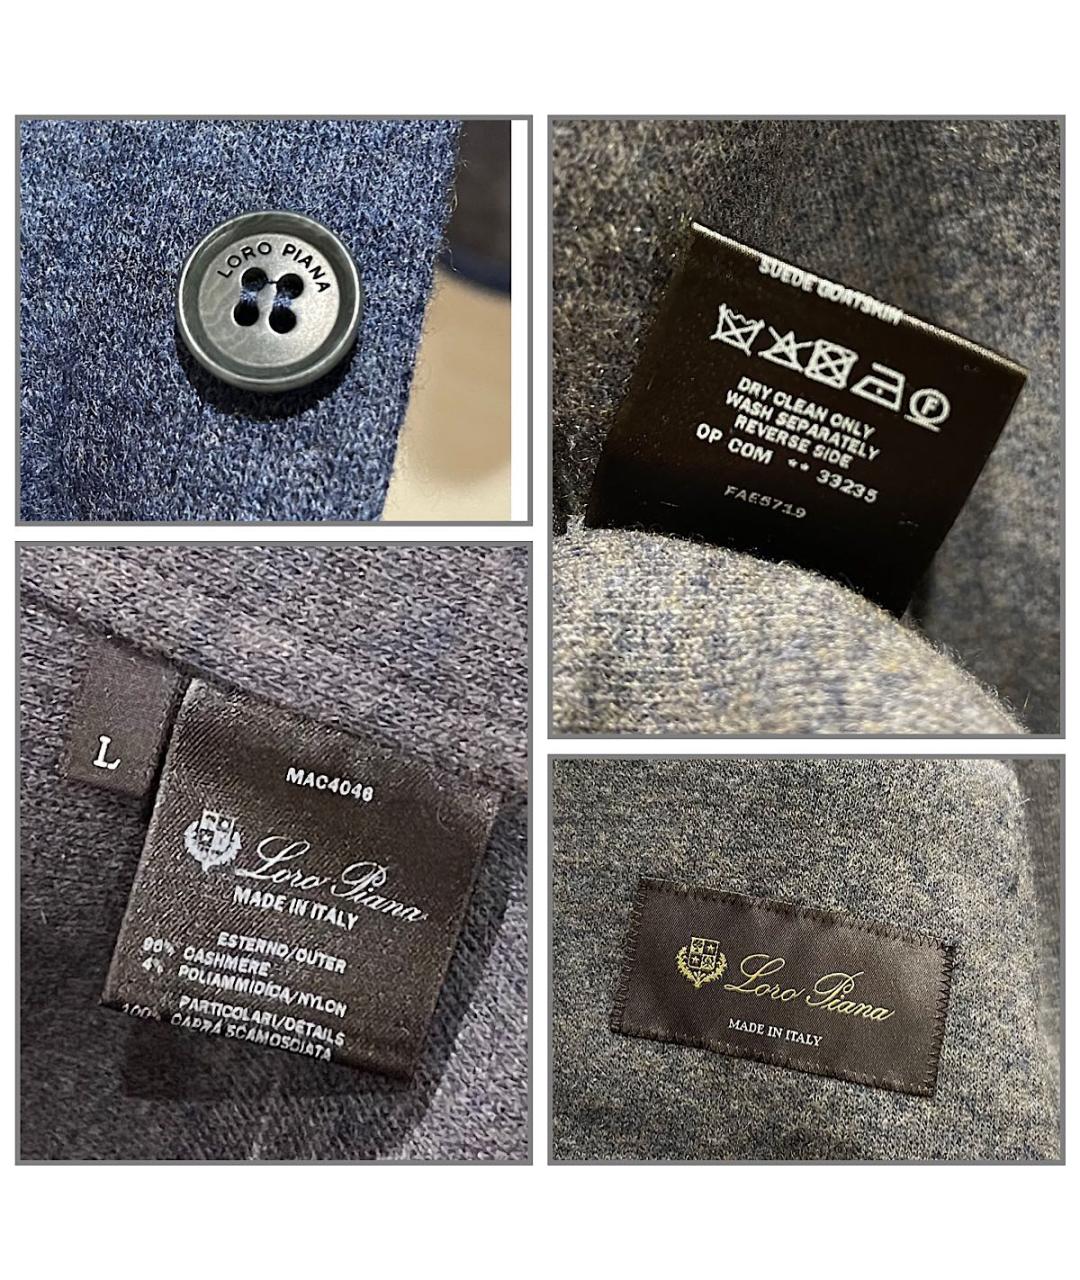 LORO PIANA
SUEDE GOATSKIN
F
DRY CLEAN ONLY
WASH SEPARATELY
REVERSE SIDE
OP COM ** 33235
FAE5719
L
MAC4046
Loro Piana
MADE IN ITALY
ESTERNO/OUTER
96% CASHMERE
4% POLIAMMIDICA/NYLON
PARTICOLARI/DETAILS
100% CAPRA SCAMOSCIATA
Loro Piana
MADE IN ITALY